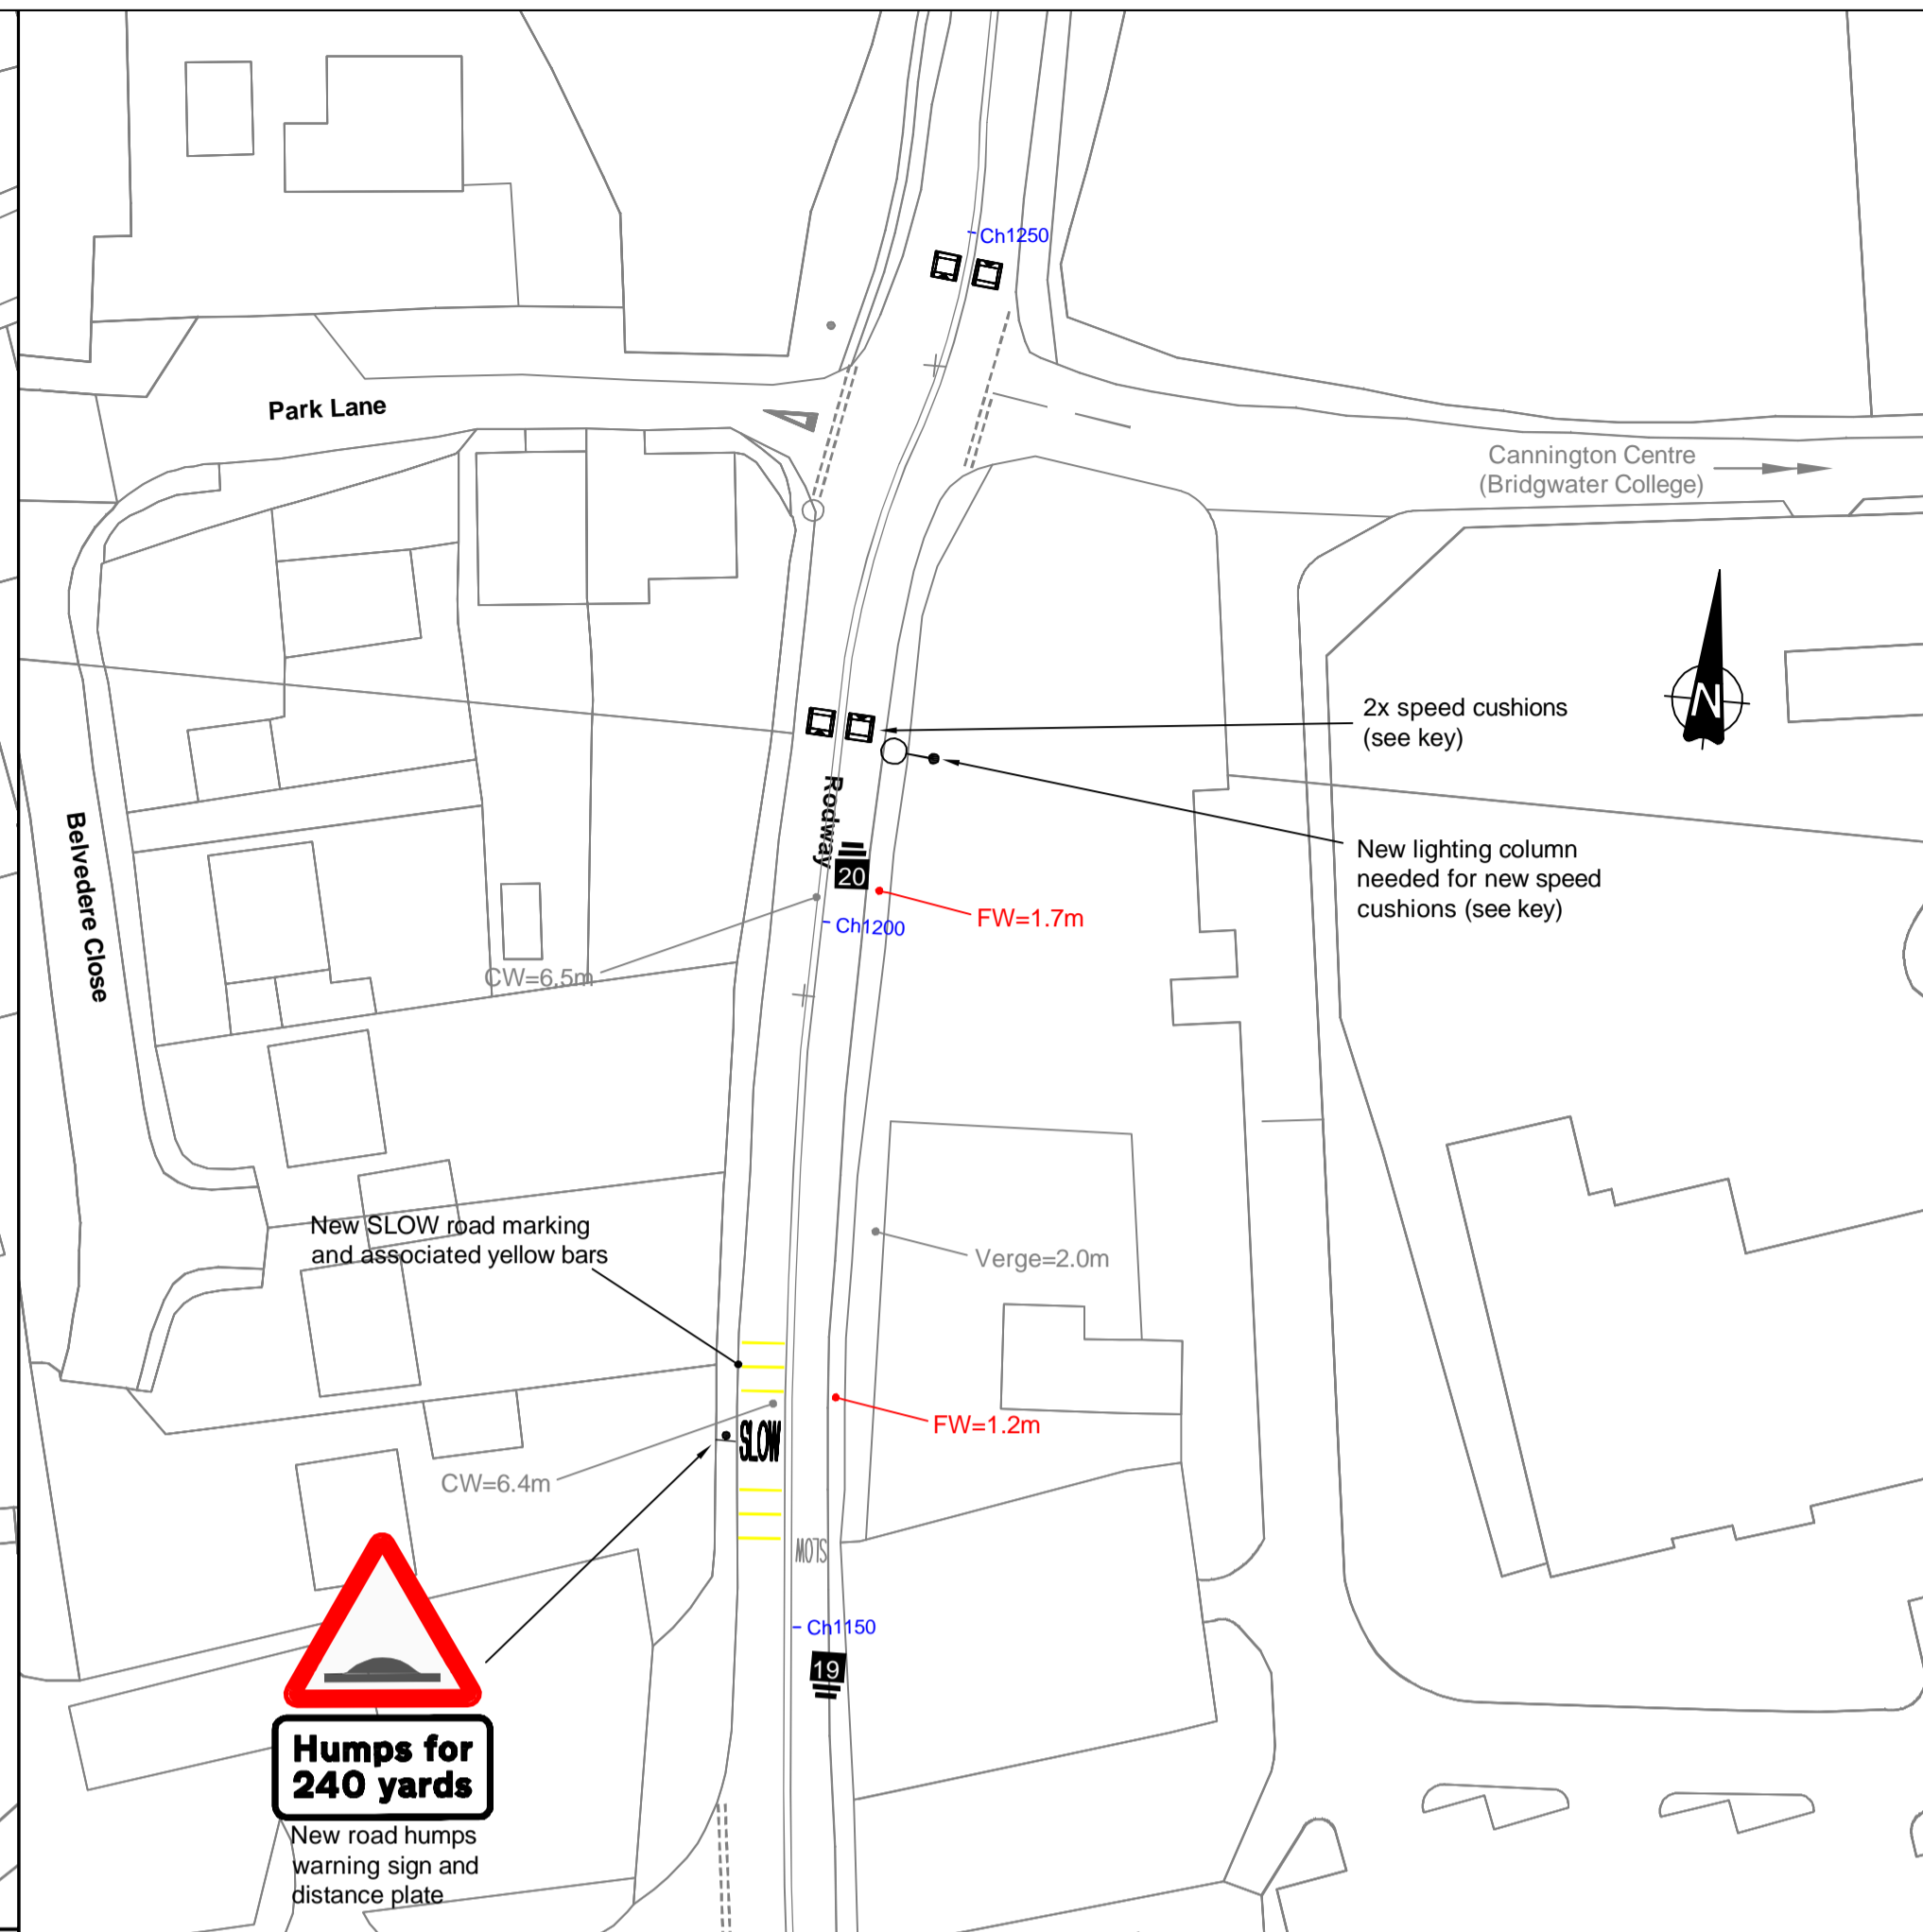 Ch1250
Park Lane
Cannington Centre
(Bridgwater College)
N
2x speed cushions
(see key)
Rodway
New lighting column
needed for new speed
cushions (see key)
20
FW=1.7m
Ch1200
Belvedere Close
CW=6.5m
New SLOW road marking
and associated yellow bars
Verge=2.0m
FW=1.2m
SLOW
CW=6.4m
SLOW
Ch1150
19
Humps for
240 yards
New road humps
warning sign and
distance plate